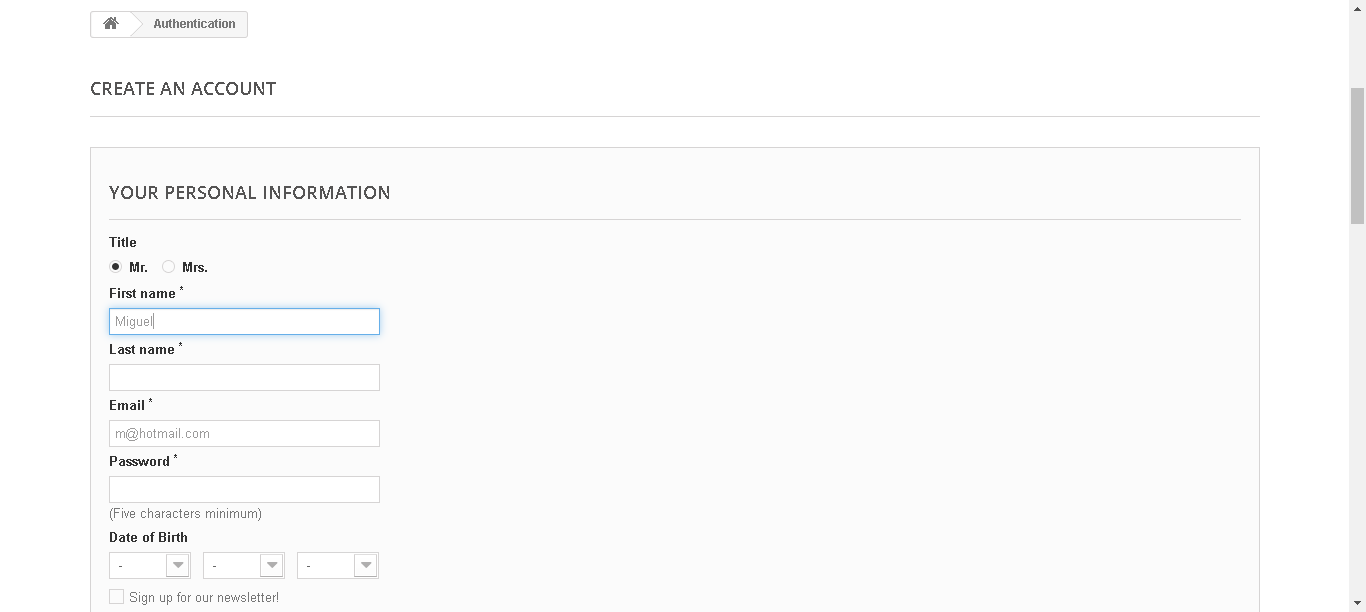 Authentication
CREATE AN ACCOUNT
YOUR PERSONAL INFORMATION
Title
Mr. Mrs.
First name *
Miguel
Last name *
Email *
m@hotmail.com
Password *
(Five characters minimum)
Date of Birth
- - -
Sign up for our newsletter!